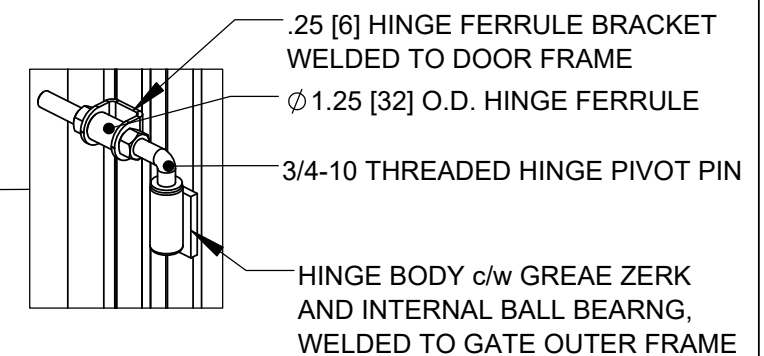 .25 [6] HINGE FERRULE BRACKET
WELDED TO DOOR FRAME
∅1.25 [32] O.D. HINGE FERRULE
3/4-10 THREADED HINGE PIVOT PIN
HINGE BODY c/w GREAE ZERK
AND INTERNAL BALL BEARNG,
WELDED TO GATE OUTER FRAME